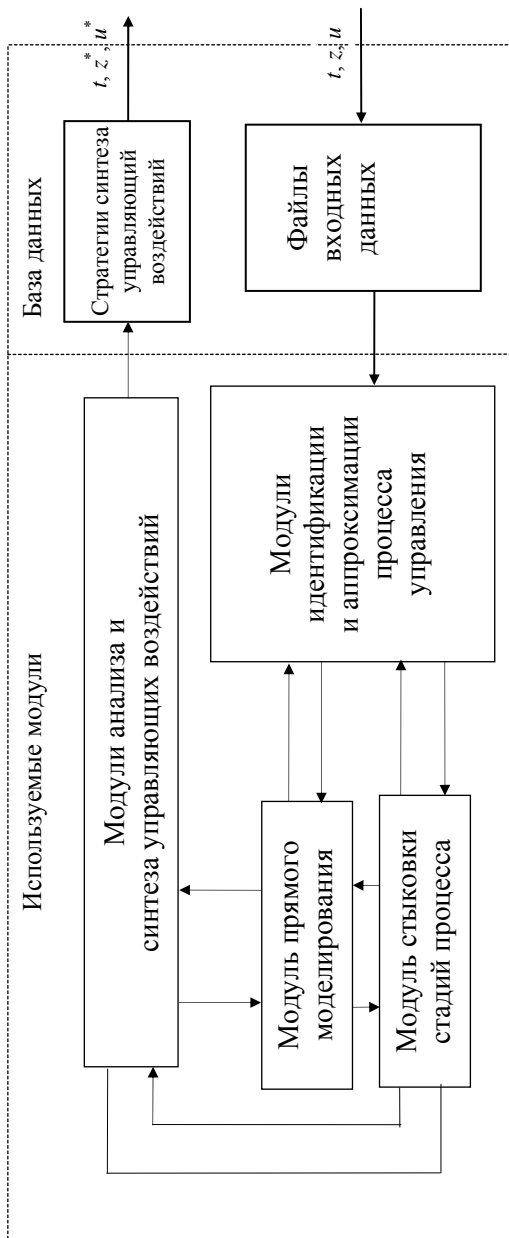 База данных
t, z*, u*
Стратегии синтеза
управляющий
воздействий
t, z, u
Файлы
входных
данных
Используемые модули
Модули анализа и
синтеза управляющих воздействий
Модули
идентификации
и аппроксимации
процесса
управления
Модуль прямого
моделирования
Модуль стыковки
стадий процесса